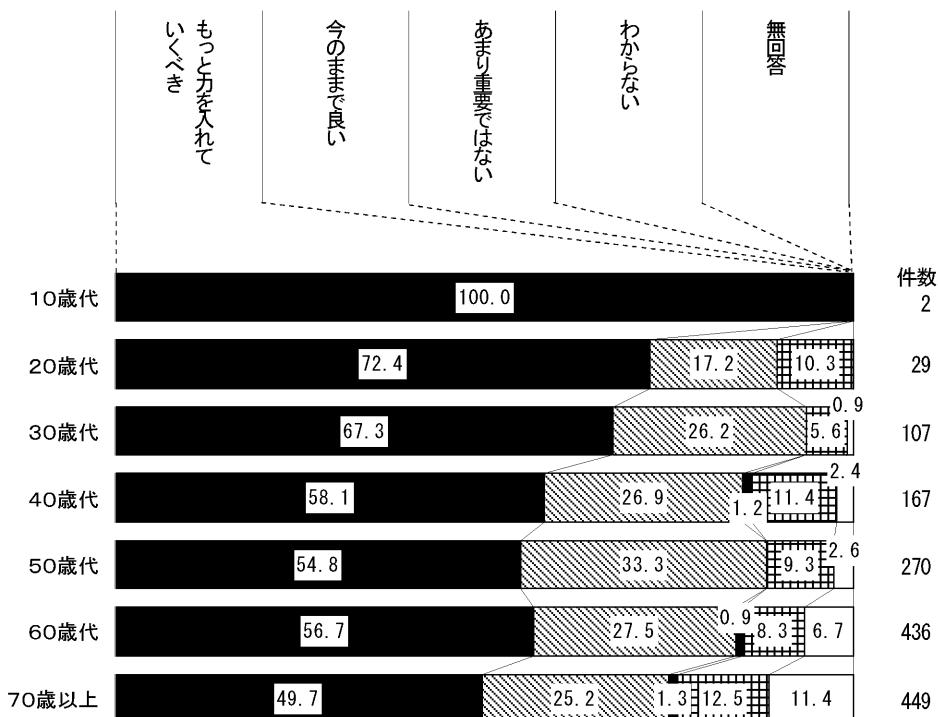 もっと力を入れて
いくべき
今のままで良い
あまり重要ではない
わからない
無回答
件数
10歳代 100.0 2
20歳代 72.4 17.2 10.3 29
30歳代 67.3 26.2 5.6 0.9 107
40歳代 58.1 26.9 1.2 11.4 2.4 167
50歳代 54.8 33.3 9.3 2.6 270
60歳代 56.7 27.5 0.9 8.3 6.7 436
70歳以上 49.7 25.2 1.3 12.5 11.4 449